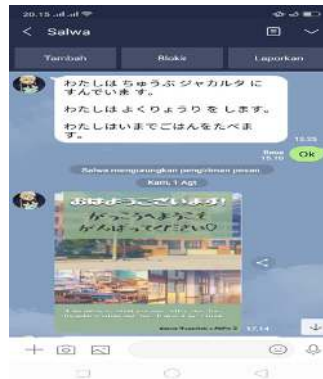 20.15
Salwa
Tambah
Blokir
Laporkan
わたしは ちゅうぶ ジャカルタ に
すんでいま す。
わたしは よくりょうり を します。
わたしはいまでごはんをたべま
す。
15.25
Baca
15.70
Ok
Salwa mengurungkan pengiriman pesan
Kam, 1 Agt
おはようございます!
がっこうへようこそ
がんばってください♡
17.14